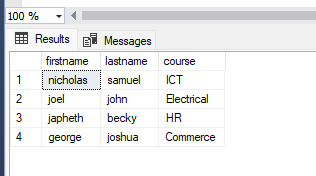 100 %
Results Messages
firstname lastname course
1 nicholas samuel ICT
2 joel john Electrical
3 japheth becky HR
4 george joshua Commerce